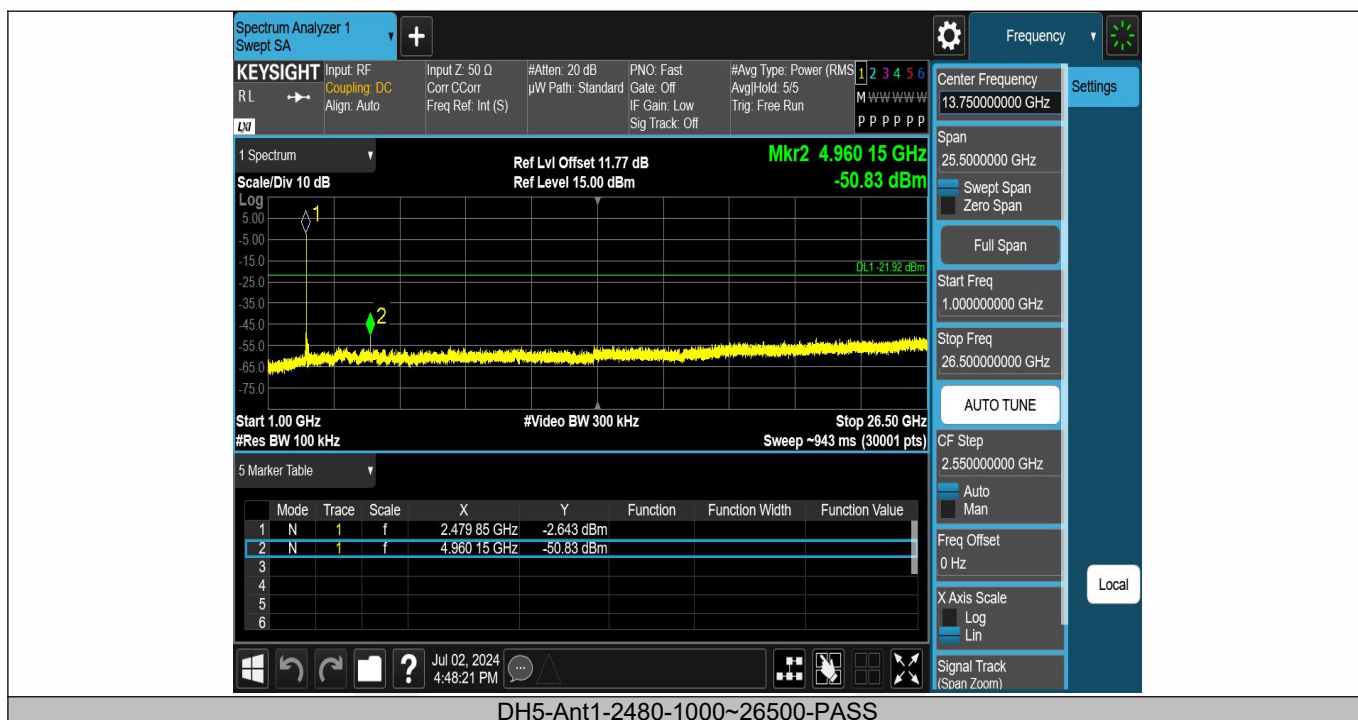 Spectrum Analyzer 1
Swept SA
+
Frequency
KEYSIGHT
Input: RF
Input Z: 50 Ω
#Atten: 20 dB
PNO: Fast
#Avg Type: Power (RMS
1 2 3 4 5 6
RL
Coupling: DC
Corr CCorr
µW Path: Standard
Gate: Off
Avg|Hold: 5/5
M W W W W W
Align: Auto
Freq Ref: Int (S)
IF Gain: Low
Trig: Free Run
P P P P P P
LXI
Sig Track: Off
1 Spectrum
Ref Lvl Offset 11.77 dB
Mkr2 4.960 15 GHz
Scale/Div 10 dB
Ref Level 15.00 dBm
-50.83 dBm
Log
1
5.00
-5.00
-15.0
DL1 -21.92 dBm
-25.0
-35.0
2
-45.0
-55.0
-65.0
-75.0
Start 1.00 GHz
#Video BW 300 kHz
Stop 26.50 GHz
#Res BW 100 kHz
Sweep ~943 ms (30001 pts)
5 Marker Table
Mode Trace Scale X Y Function Function Width Function Value
1 N 1 f 2.479 85 GHz -2.643 dBm
2 N 1 f 4.960 15 GHz -50.83 dBm
3
4
5
6
?
Jul 02, 2024
4:48:21 PM
Center Frequency
13.750000000 GHz
Settings
Span
25.5000000 GHz
Swept Span
Zero Span
Full Span
Start Freq
1.000000000 GHz
Stop Freq
26.500000000 GHz
AUTO TUNE
CF Step
2.550000000 GHz
Auto
Man
Freq Offset
0 Hz
Local
X Axis Scale
Log
Lin
Signal Track
(Span Zoom)
DH5-Ant1-2480-1000~26500-PASS